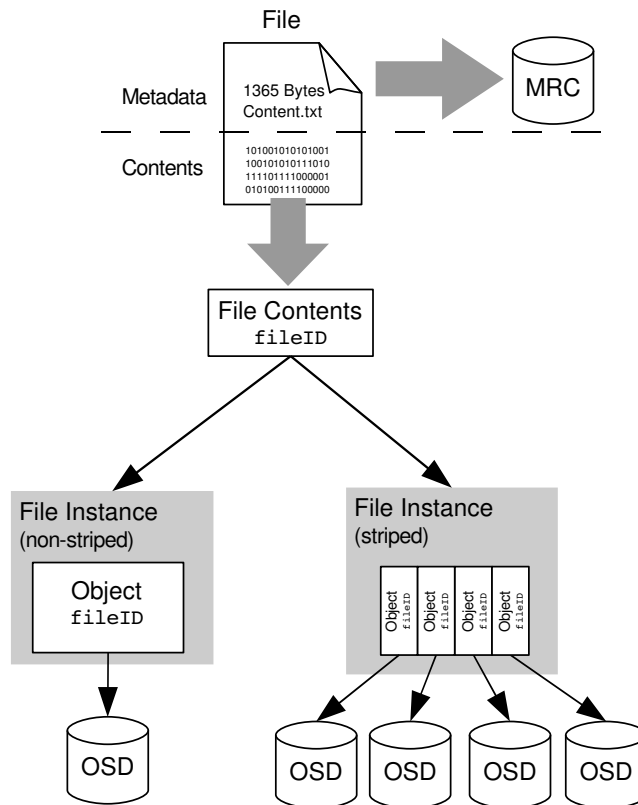 File
Metadata
1365 Bytes
Content.txt
MRC
Contents
101001010101001
100101010111010
111101111000001
010100111100000
File Contents
fileID
File Instance
(non-striped)
Object
fileID
OSD
File Instance
(striped)
Object
fileID
Object
fileID
Object
fileID
Object
fileID
OSD
OSD
OSD
OSD